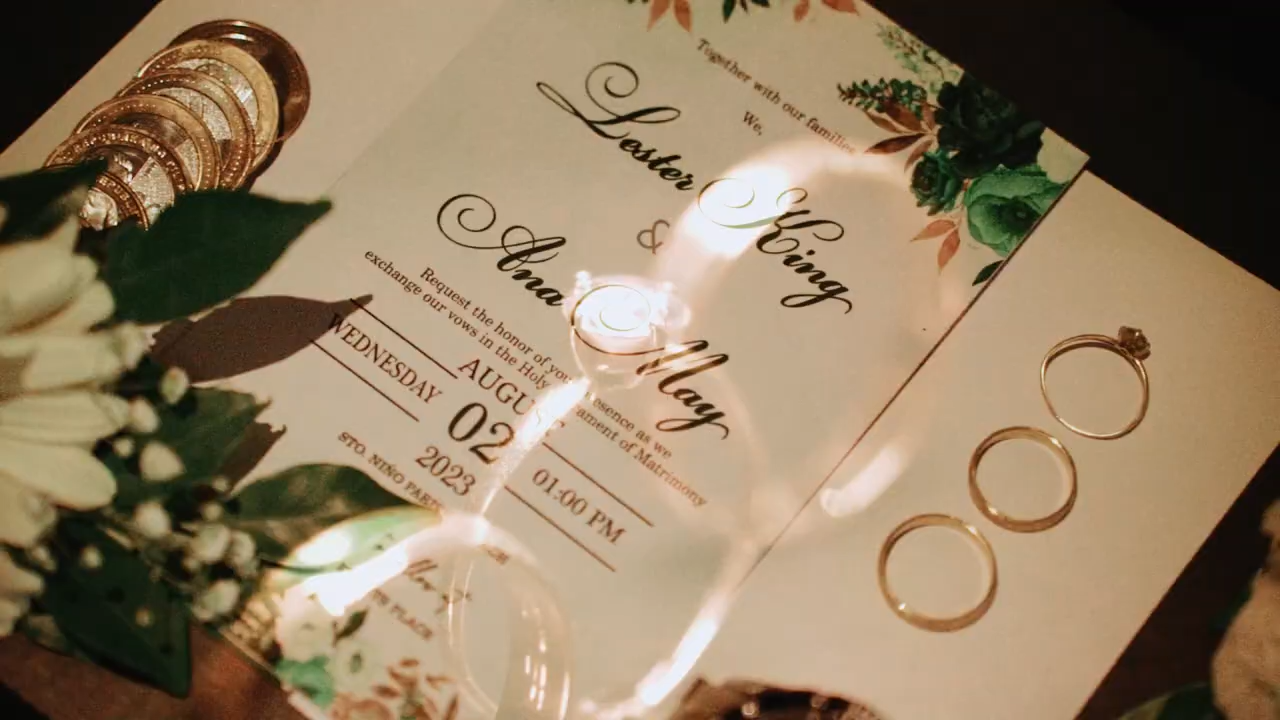 Together with our families
We,
Lester King
&
Ana May
Request the honor of your presence as we
exchange our vows in the Holy Sacrament of Matrimony
AUGUST
WEDNESDAY 02 01:00 PM
2023
STO. NIÑO PARISH
PLACE